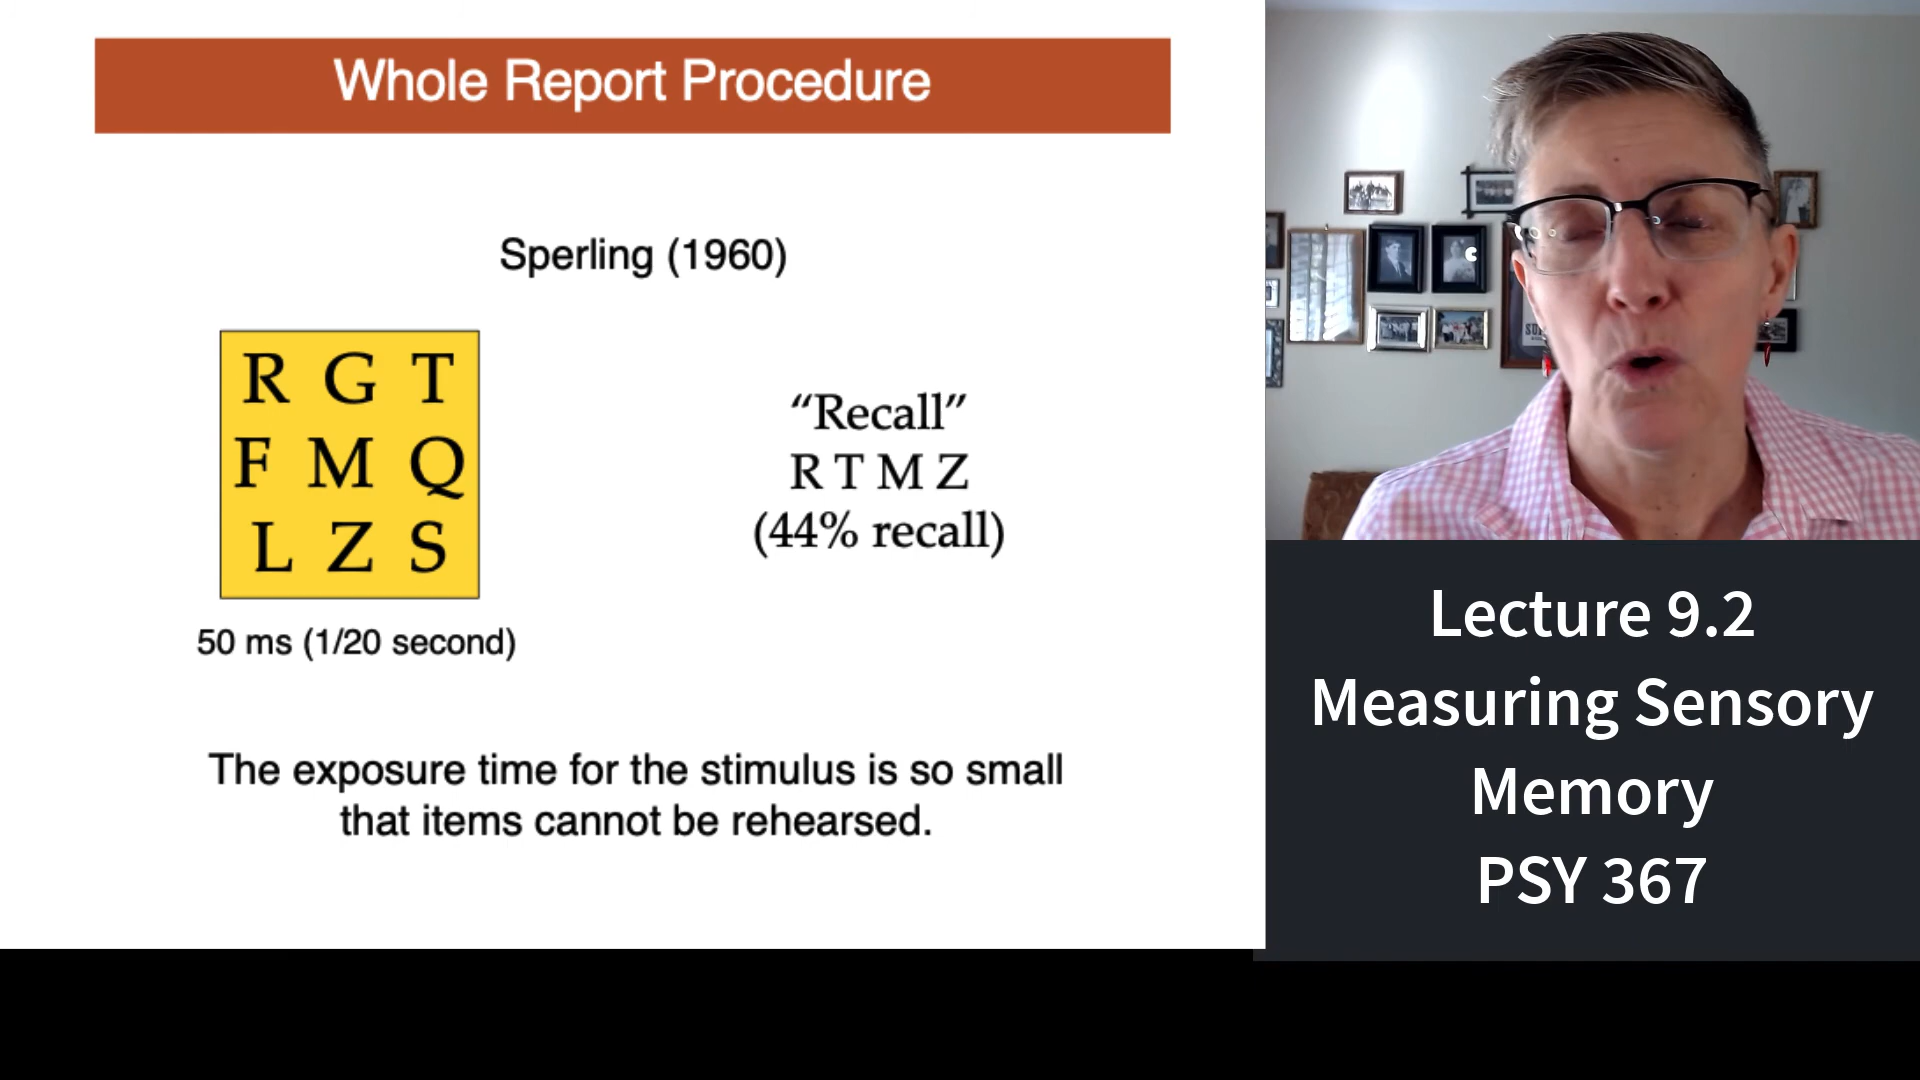 Whole Report Procedure
Sperling (1960)
R G T
F M Q
L Z S
50 ms (1/20 second)
“Recall”
R T M Z
(44% recall)
The exposure time for the stimulus is so small
that items cannot be rehearsed.
Lecture 9.2
Measuring Sensory
Memory
PSY 367